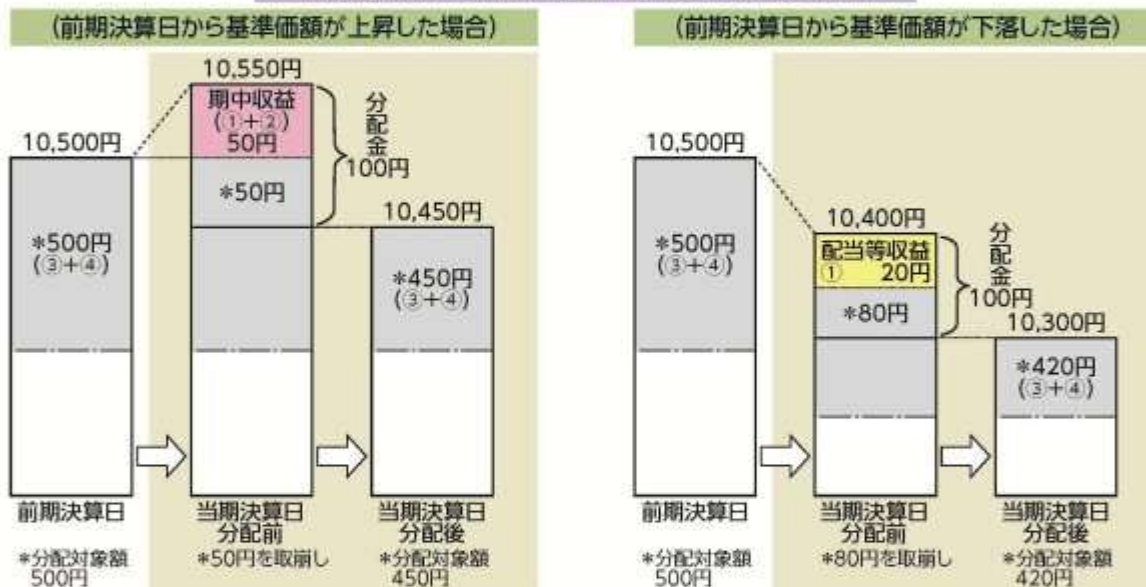 (前期決算日から基準価額が上昇した場合)
10,550円
期中収益
(①+②)
50円
分配金
100円
10,500円
*50円
10,450円
*500円
(③+④)
*450円
(③+④)
前期決算日
当期決算日
分配前
当期決算日
分配後
*分配対象額
500円
*50円を取崩し
*分配対象額
450円
(前期決算日から基準価額が下落した場合)
10,500円
10,400円
*500円
(③+④)
配当等収益
① 20円
分配金
100円
*80円
10,300円
*420円
(③+④)
前期決算日
当期決算日
分配前
当期決算日
分配後
*分配対象額
500円
*80円を取崩し
*分配対象額
420円